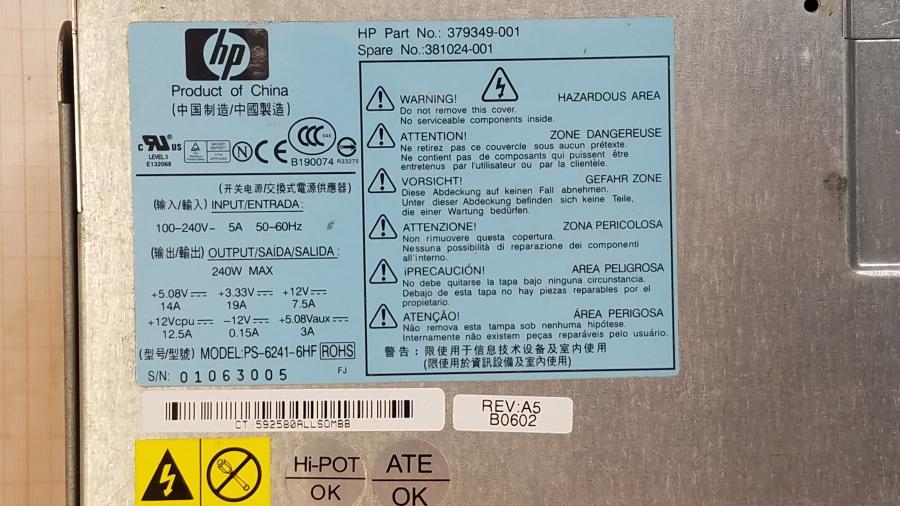 hp
Product of China
(中国制造/中國製造)
c RU US
LEVEL3
E132068
N CE
CCC S&E
B190074
R33275
(开关电源/交換式電源供應器)
(输入/輸入) INPUT/ENTRADA:
100-240V~ 5A 50-60Hz
(输出/輸出) OUTPUT/SAÍDA/SALIDA :
240W MAX
+5.08V +3.33V +12V
14A 19A 7.5A
+12Vcpu -12V +5.08Vaux
12.5A 0.15A 3A
(型号/型號) MODEL:PS-6241-6HF ROHS
S/N: 01063005 FJ
HP Part No.: 379349-001
Spare No.:381024-001
WARNING! HAZARDOUS AREA
Do not remove this cover.
No serviceable components inside.
ATTENTION! ZONE DANGEREUSE
Ne retirez pas ce couvercle sous aucun prétexte.
Ne contient pas de composants qui puissent être
entretenus par l'utilisateur ou par la clientèle.
VORSICHT! GEFAHR ZONE
Diese Abdeckung auf keinen Fall abnehmen.
Unter dieser Abdeckung befinden sich keine Teile,
die einer Wartung bedürfen.
ATTENZIONE! ZONA PERICOLOSA
Non rimuovere questa copertura.
Nessuna possibilità di reparazione dei componenti
all'interno.
¡PRECAUCIÓN! AREA PELIGROSA
No debe quitarse la tapa bajo ninguna circunstancia.
Debajo de esta tapa no hay piezas reparables por el
propietario.
ATENÇÃO! ÁREA PERIGOSA
Não remova esta tampa sob nenhuma hipótese.
Internamente não existem peças reparáveis pelo usuário.
警告：限使用于信息技术设备及室内使用
(限使用於資訊設備及室内使用)
CT 592580ALLSOMBB
REV:A5
B0602
Hi-POT
OK
ATE
OK